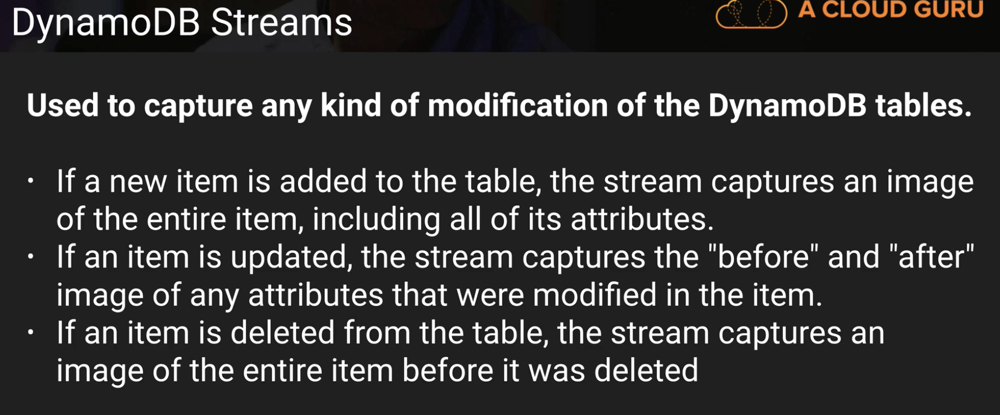 DynamoDB Streams
A CLOUD GURU
Used to capture any kind of modification of the DynamoDB tables.
• If a new item is added to the table, the stream captures an image
of the entire item, including all of its attributes.
• If an item is updated, the stream captures the "before" and "after"
image of any attributes that were modified in the item.
• If an item is deleted from the table, the stream captures an
image of the entire item before it was deleted